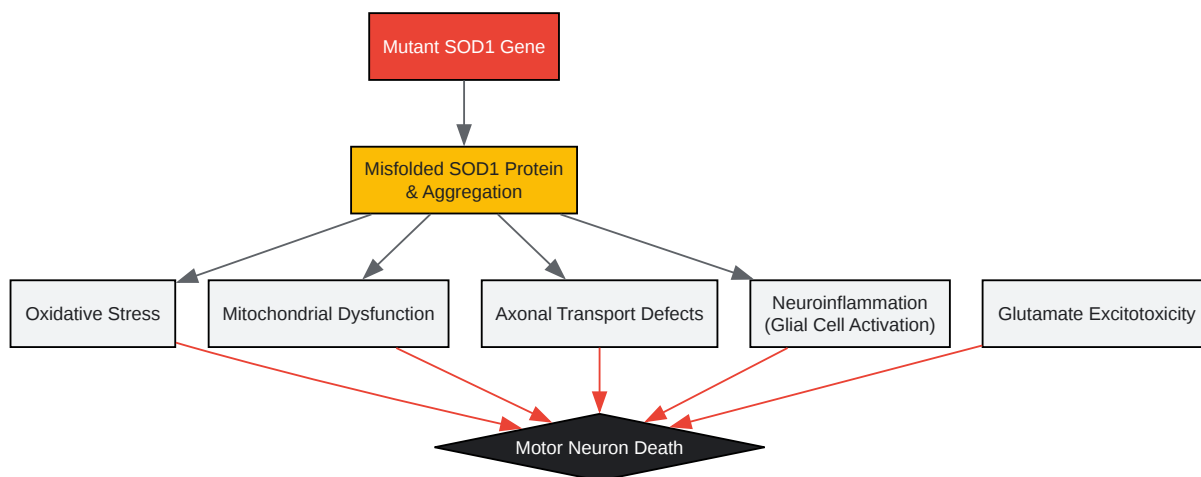 Mutant SOD1 Gene
Misfolded SOD1 Protein
& Aggregation
Oxidative Stress
Mitochondrial Dysfunction
Axonal Transport Defects
Neuroinflammation
(Glial Cell Activation)
Glutamate Excitotoxicity
Motor Neuron Death